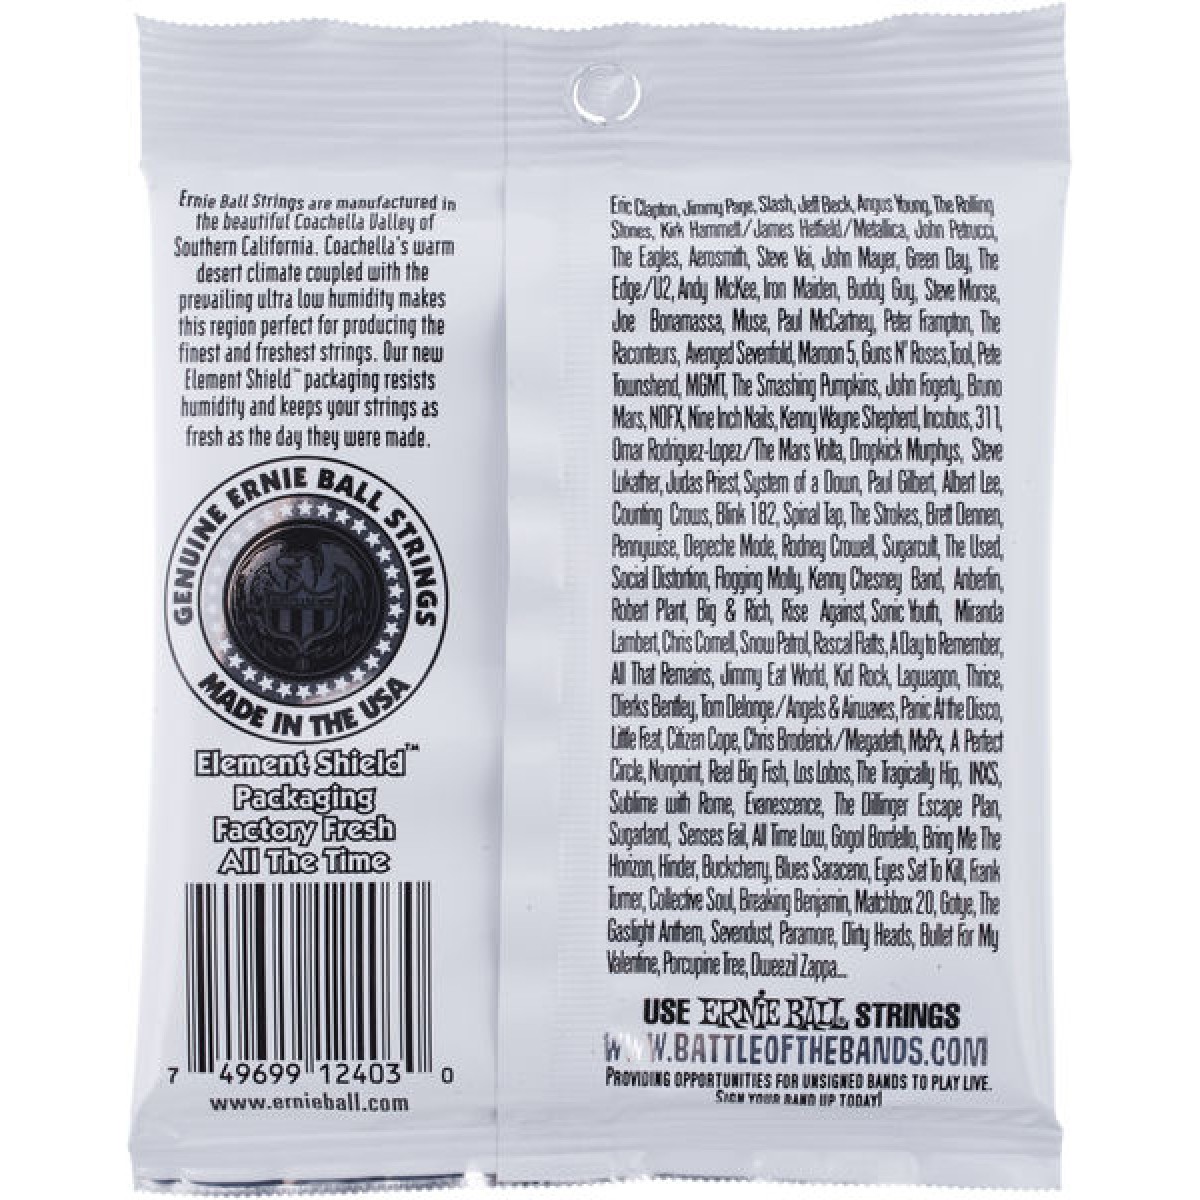 Ernie Ball Strings are manufactured in
the beautiful Coachella Valley of
Southern California. Coachella's warm
desert climate coupled with the
prevailing ultra low humidity makes
this region perfect for producing the
finest and freshest strings. Our new
Element Shield™ packaging resists
humidity and keeps your strings as
fresh as the day they were made.
GENUINE ERNIE BALL STRINGS
MADE IN THE USA
Element Shield™
Packaging
Factory Fresh
All The Time
7 49699 12403 0
www.ernieball.com
Eric Clapton, Jimmy Page, Slash, Jeff Beck, Angus Young, The Rolling
Stones, Kirk Hammett/James Hetfield/Metallica, John Petrucci,
The Eagles, Aerosmith, Steve Vai, John Mayer, Green Day, The
Edge/U2, Andy McKee, Iron Maiden, Buddy Guy, Steve Morse,
Joe Bonamassa, Muse, Paul McCartney, Peter Frampton, The
Raconteurs, Avenged Sevenfold, Maroon 5, Guns N' Roses,Tool, Pete
Townshend, MGMT, The Smashing Pumpkins, John Fogerty, Bruno
Mars, NOFX, Nine Inch Nails, Kenny Wayne Shepherd, Incubus, 311,
Omar Rodriguez-Lopez/The Mars Volta, Dropkick Murphys, Steve
Lukather, Judas Priest, System of a Down, Paul Gilbert, Albert Lee,
Counting Crows, Blink 182, Spinal Tap, The Strokes, Brett Dennen,
Pennywise, Depeche Mode, Rodney Crowell, Sugarcult, The Used,
Social Distortion, Flogging Molly, Kenny Chesney Band, Anberlin,
Robert Plant, Big & Rich, Rise Against, Sonic Youth, Miranda
Lambert, Chris Cornell, Snow Patrol, Rascal Flatts, A Day to Remember,
All That Remains, Jimmy Eat World, Kid Rock, Lagwagon, Thrice,
Dierks Bentley, Tom Delonge/Angels & Airwaves, Panic At the Disco,
Little Feat, Citizen Cope, Chris Broderick/Megadeth, MxPx, A Perfect
Circle, Nonpoint, Reel Big Fish, Los Lobos, The Tragically Hip, INXS,
Sublime with Rome, Evanescence, The Dillinger Escape Plan,
Sugarland, Senses Fail, All Time Low, Gogol Bordello, Bring Me The
Horizon, Hinder, Buckcherry, Blues Saraceno, Eyes Set To Kill, Frank
Turner, Collective Soul, Breaking Benjamin, Matchbox 20, Gotye, The
Gaslight Anthem, Sevendust, Paramore, Dirty Heads, Bullet For My
Valentine, Porcupine Tree, Dweezil Zappa...
USE ERNIE BALL® STRINGS
WWW.BATTLEOFTHEBANDS.COM
PROVIDING OPPORTUNITIES FOR UNSIGNED BANDS TO PLAY LIVE.
SIGN YOUR BAND UP TODAY!